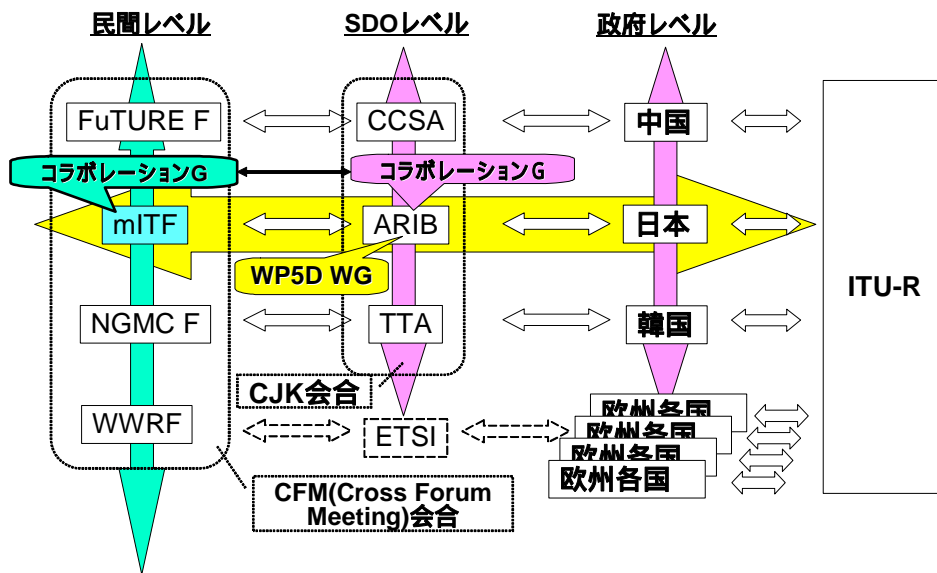 民間レベル
SDOレベル
政府レベル
FuTURE F
CCSA
中国
コラボレーションG
コラボレーションG
mITF
ARIB
日本
WP5D WG
ITU-R
NGMC F
TTA
韓国
CJK会合
WWRF
ETSI
欧州各国
欧州各国
欧州各国
欧州各国
CFM(Cross Forum
Meeting)会合